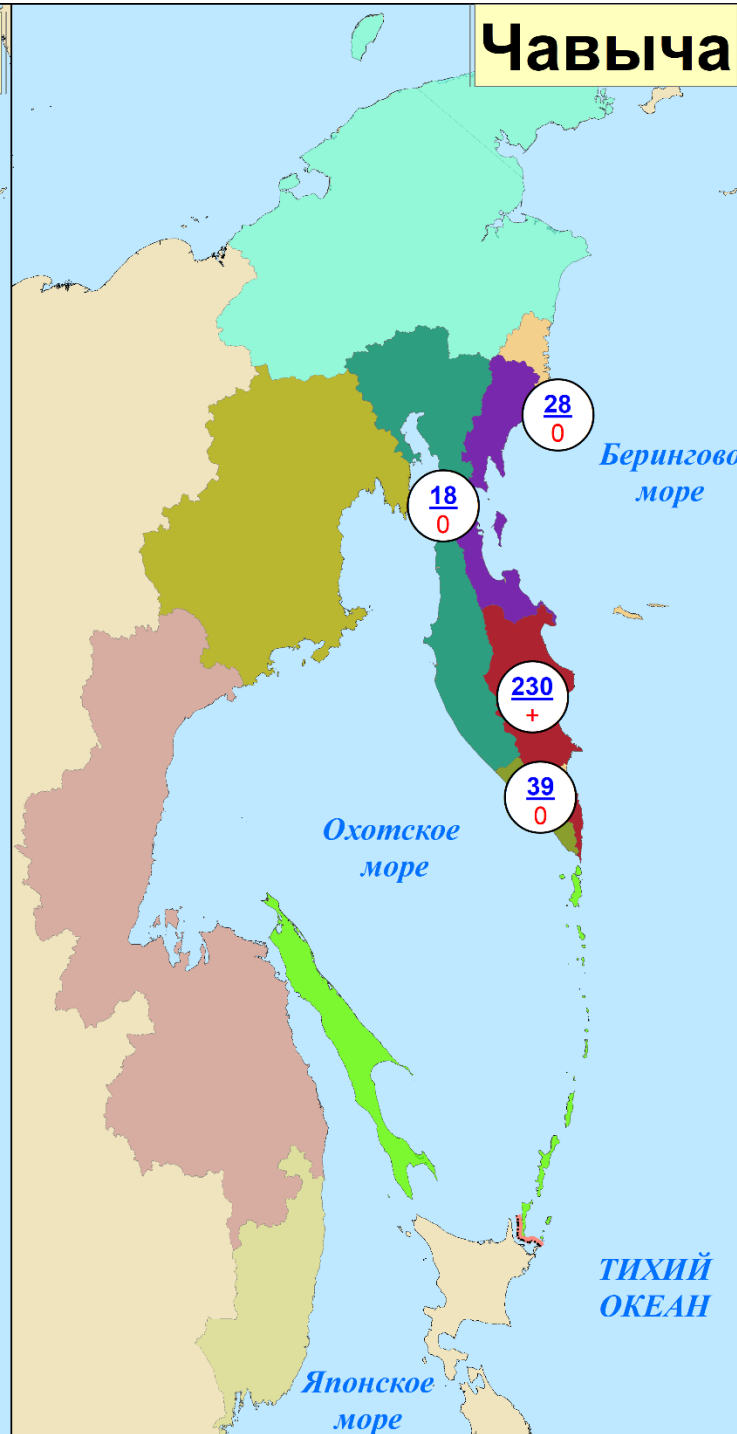 Чавыча
28
0
Берингово
море
18
0
230
+
39
0
Охотское
море
ТИХИЙ
ОКЕАН
Японское
море